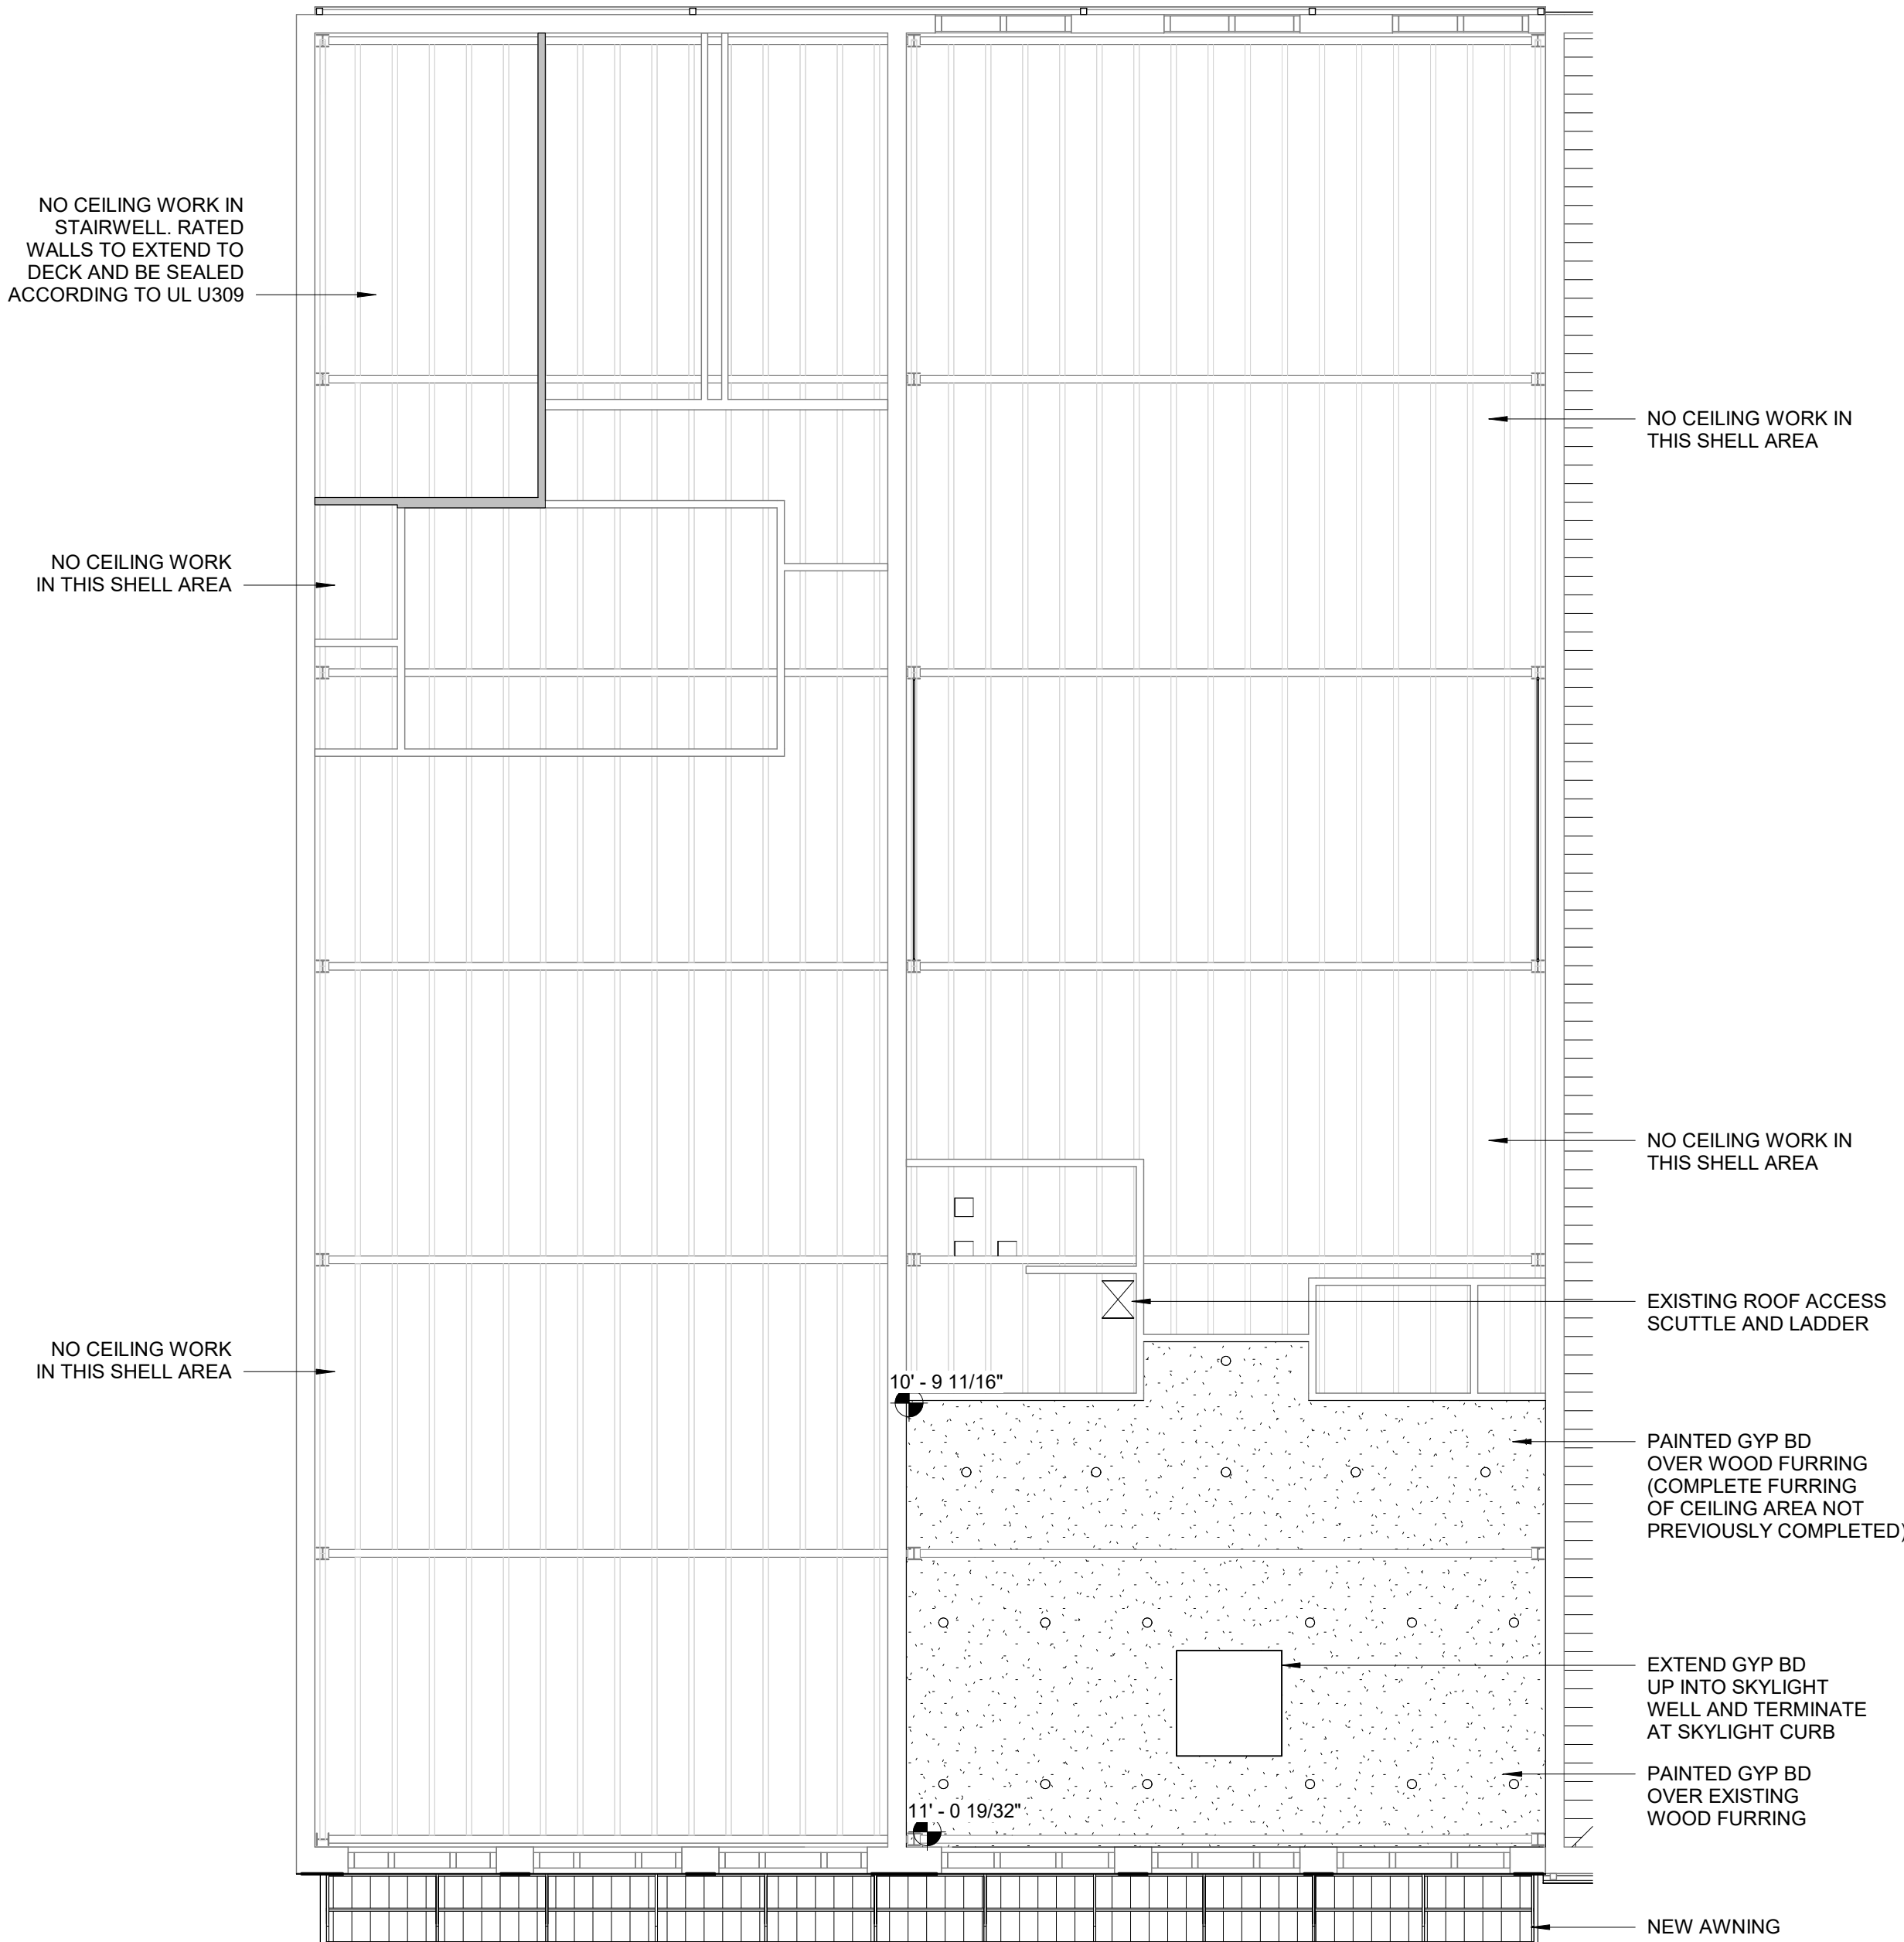 NO CEILING WORK IN
STAIRWELL. RATED
WALLS TO EXTEND TO
DECK AND BE SEALED
ACCORDING TO UL U309
NO CEILING WORK
IN THIS SHELL AREA
NO CEILING WORK
IN THIS SHELL AREA
10' - 9 11/16"
11' - 0 19/32"
NO CEILING WORK IN
THIS SHELL AREA
NO CEILING WORK IN
THIS SHELL AREA
EXISTING ROOF ACCESS
SCUTTLE AND LADDER
PAINTED GYP BD
OVER WOOD FURRING
(COMPLETE FURRING
OF CEILING AREA NOT
PREVIOUSLY COMPLETED)
EXTEND GYP BD
UP INTO SKYLIGHT
WELL AND TERMINATE
AT SKYLIGHT CURB
PAINTED GYP BD
OVER EXISTING
WOOD FURRING
NEW AWNING